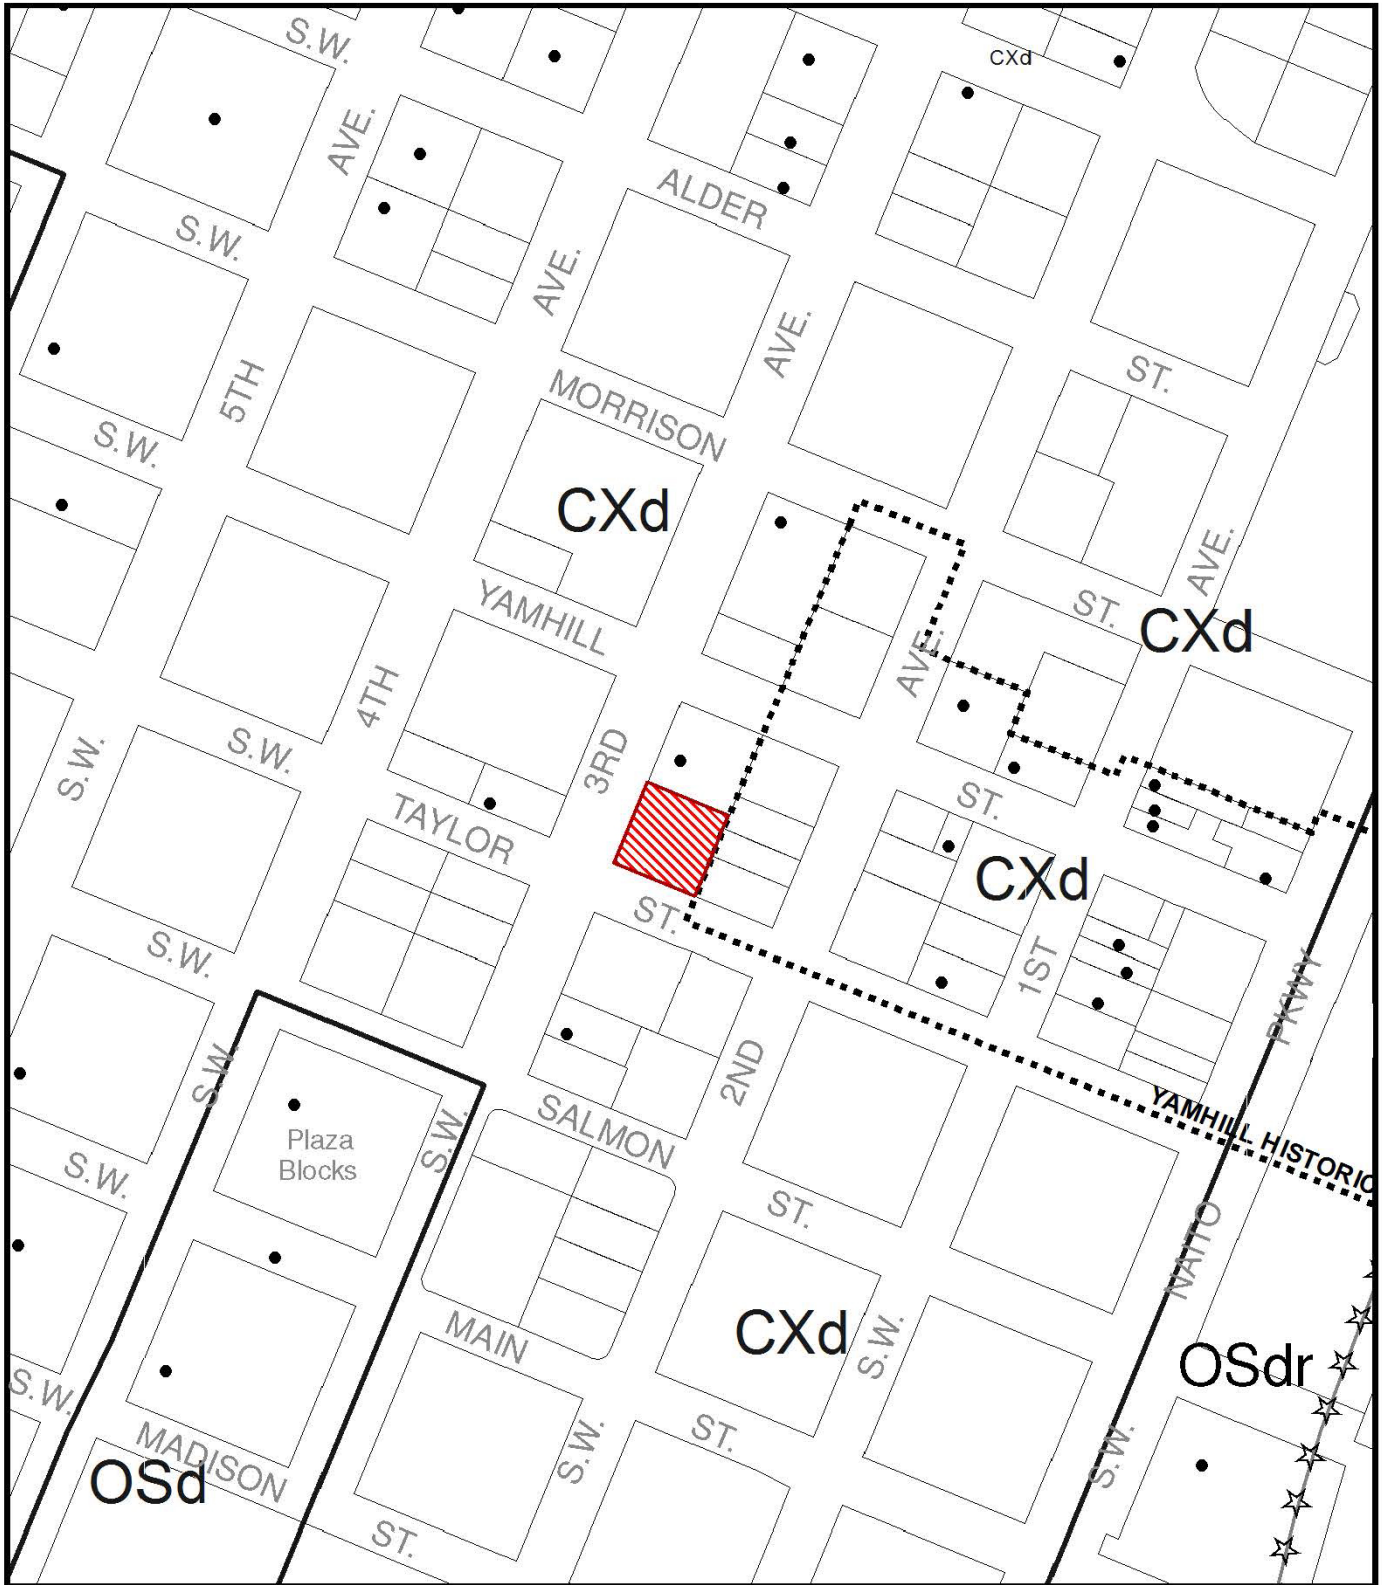 S.W.
CXd
AVE.
ALDER
S.W.
AVE.
AVE.
ST.
5TH
MORRISON
S.W.
CXd
AVE.
YAMHILL
ST.
CXd
AVE.
4TH
S.W.
3RD
S.W.
TAYLOR
ST.
CXd
ST.
S.W.
1ST
PKWY
S.W.
2ND
YAMHILL HISTORIC
SALMON
S.W.
Plaza
Blocks
S.W.
ST.
NAITO
MAIN
CXd
S.W.
OSdr
S.W.
MADISON
OSd
ST.
S.W.
S.W.
ST.